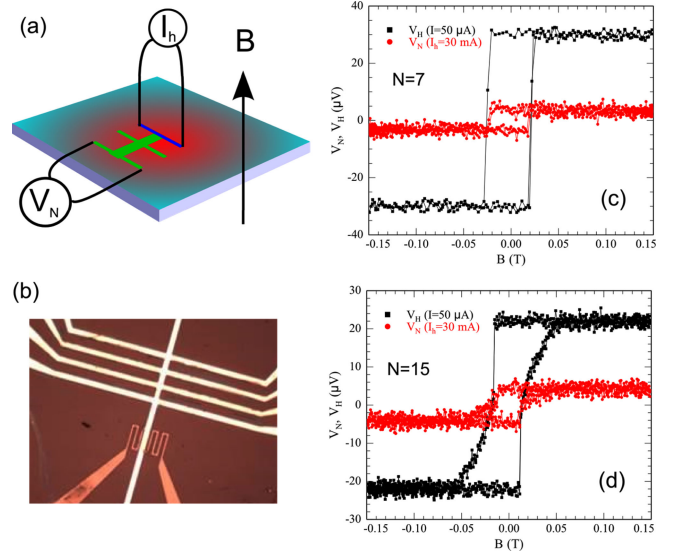 (a)
I_h
B
V_N
(b)
V_H (I=50 µA)
V_N (I_h=30 mA)
N=7
(c)
V_N, V_H (µV)
40
20
0
-20
-40
-0.15 -0.10 -0.05 0.00 0.05 0.10 0.15
B (T)
V_H (I=50 µA)
V_N (I_h=30 mA)
N=15
(d)
V_N, V_H (µV)
30
20
10
0
-10
-20
-30
-0.15 -0.10 -0.05 0.00 0.05 0.10 0.15
B (T)